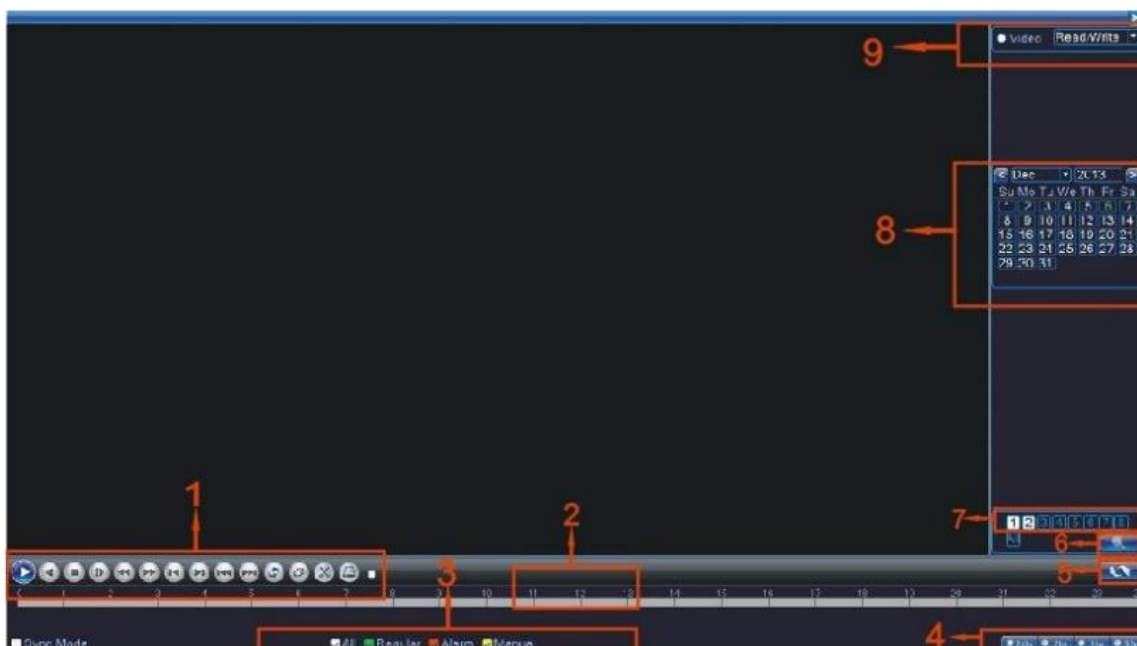 9
Video Read/Write
8
Dec 2013
Su Mo Tu We Th Fr Sa
1 2 3 4 5 6 7
8 9 10 11 12 13 14
15 16 17 18 19 20 21
22 23 24 25 26 27 28
29 30 31
1
2
7
1 2 3 4 5 6 7 8
6
3
5
1 2 3 4 5 6 7 8 9 10 11 12 13 14 15 16 17 18 19 20 21 22 23
4
Sync Mode All Regular Alarm